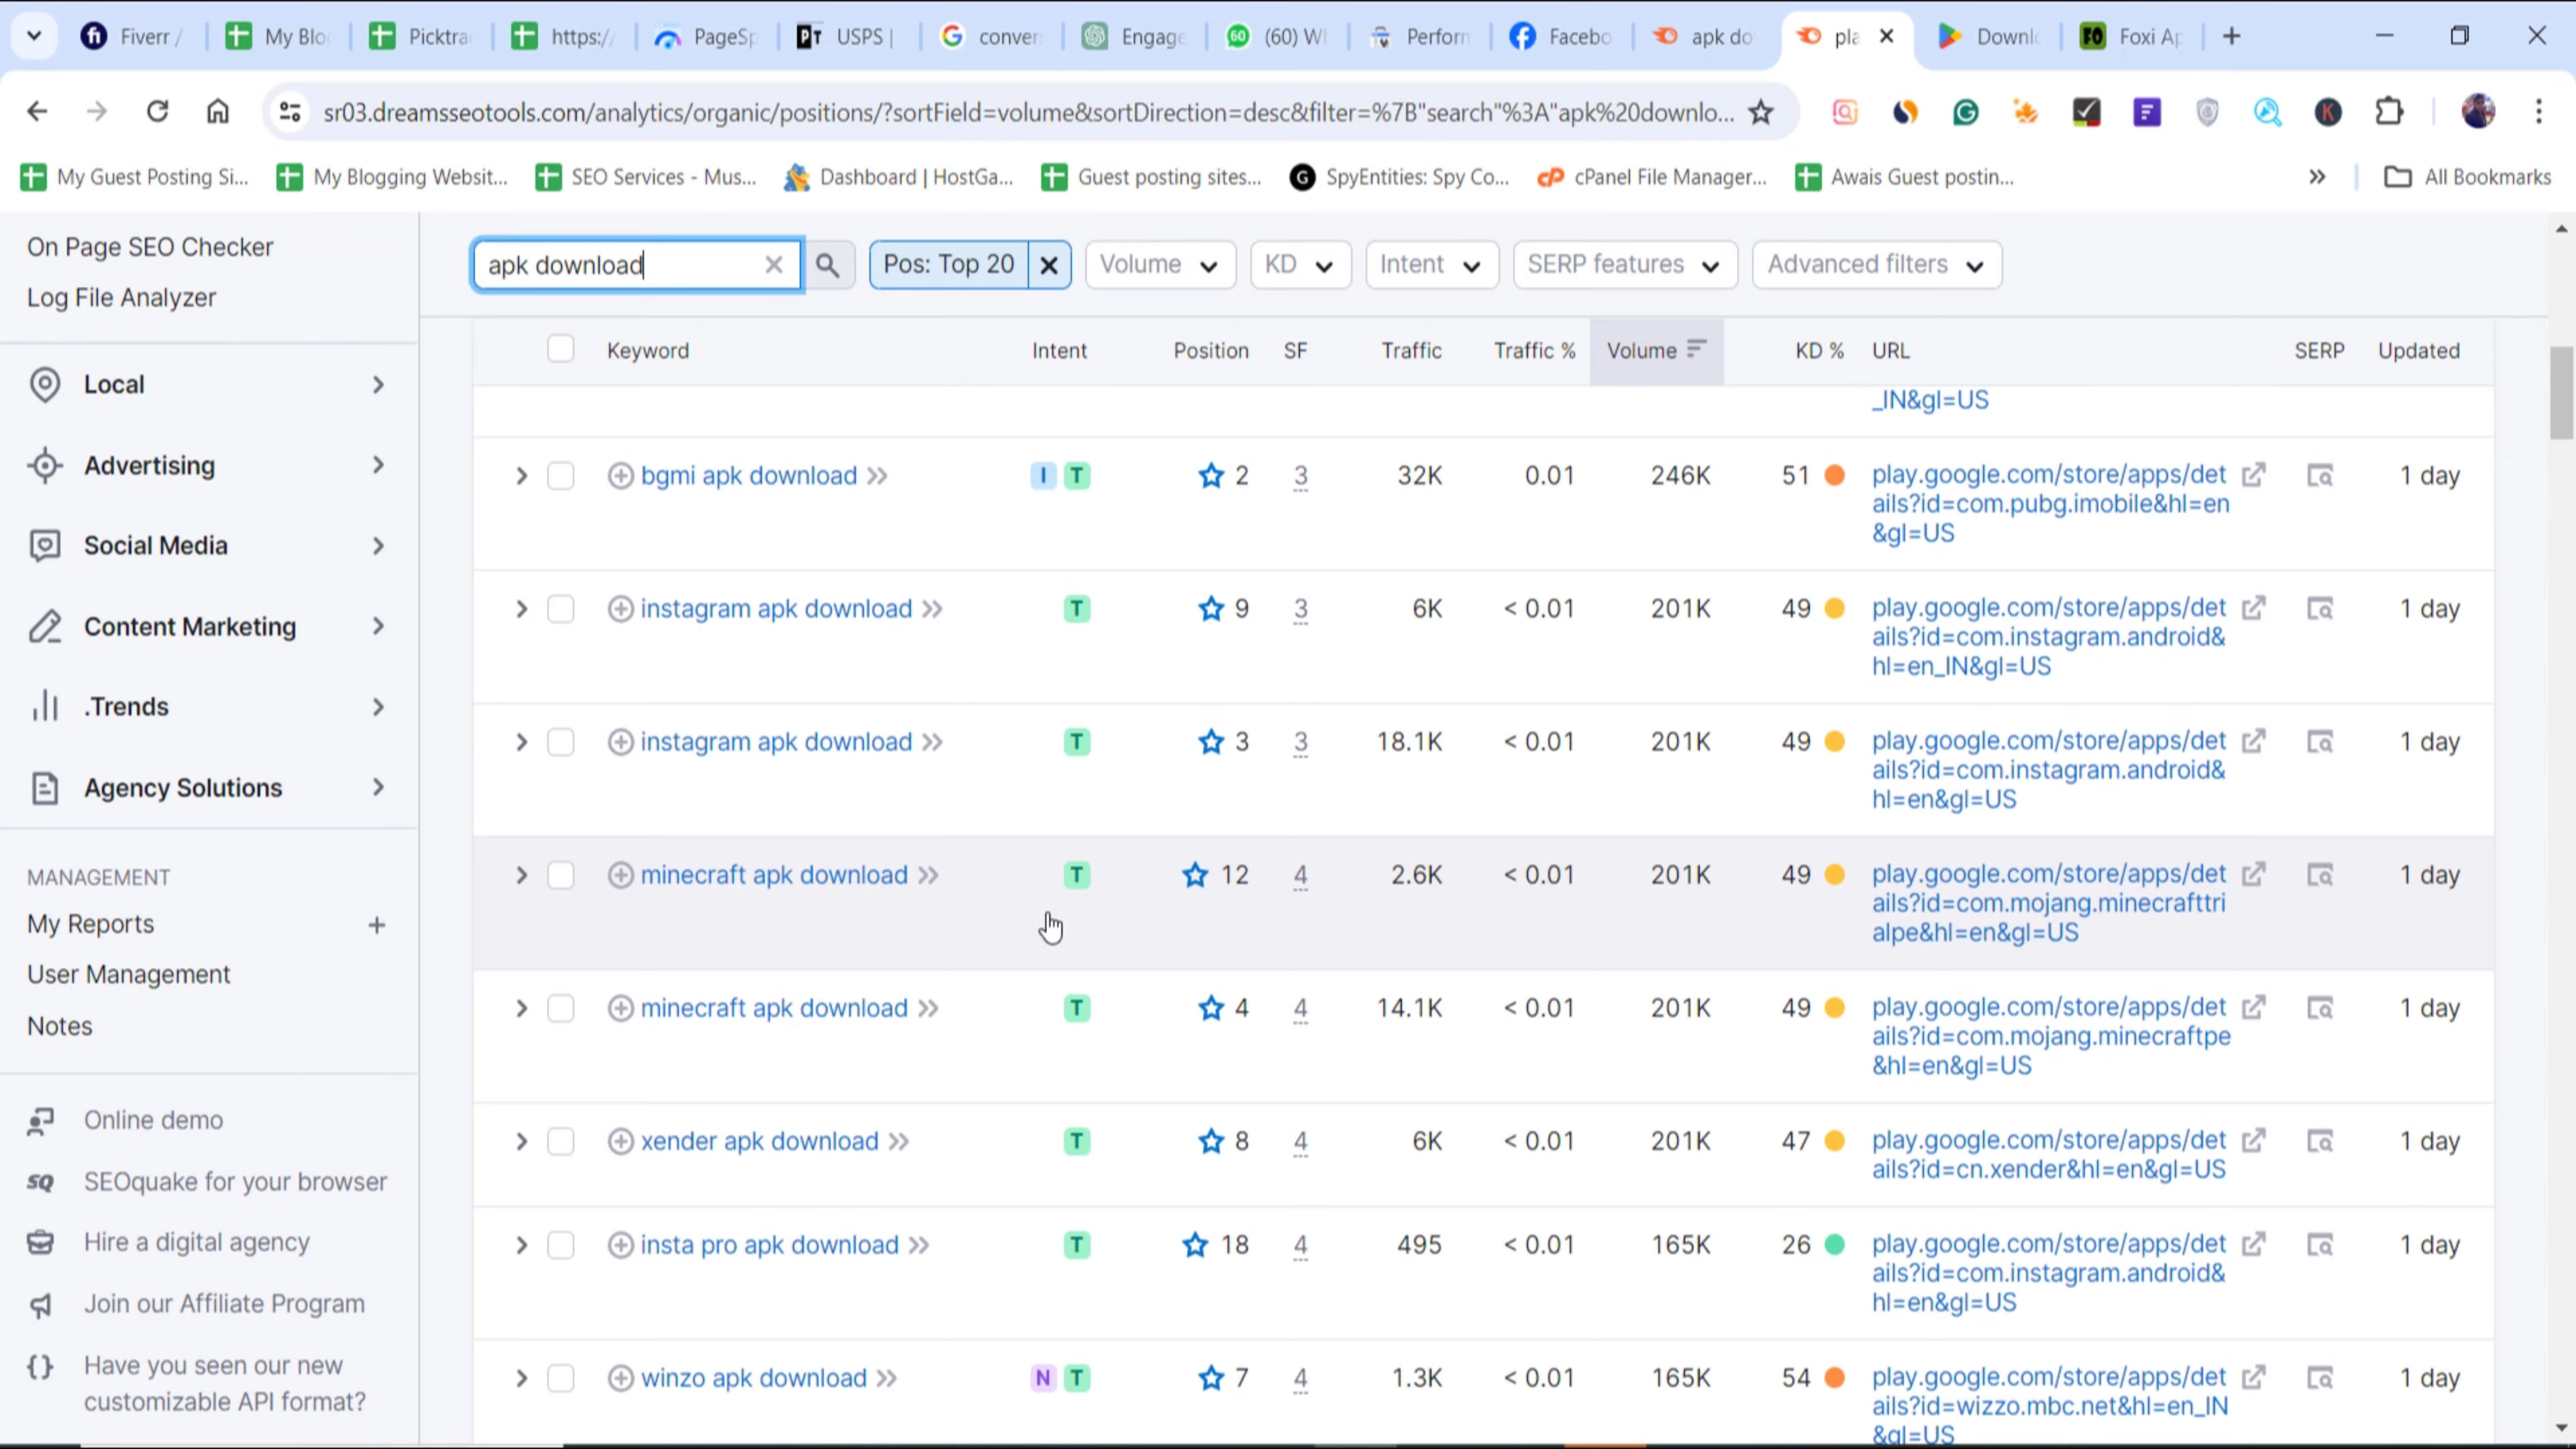 Fiverr /
My Blo
Picktra
https:/
PageSp
USPS |
conver
Engage
(60) W
Perforn
Facebo
apk do
pla
Downlo
Foxi Ap
sr03.dreamsseotools.com/analytics/organic/positions/?sortField=volume&sortDirection=desc&filter=%7B"search"%3A"apk%20downlo...
My Guest Posting Si...
My Blogging Websit...
SEO Services - Mus...
Dashboard | HostGa...
Guest posting sites...
SpyEntities: Spy Co...
cPanel File Manager...
Awais Guest postin...
All Bookmarks
On Page SEO Checker
Log File Analyzer
Local
Advertising
Social Media
Content Marketing
.Trends
Agency Solutions
MANAGEMENT
My Reports
User Management
Notes
Online demo
SEOquake for your browser
Hire a digital agency
Join our Affiliate Program
Have you seen our new
customizable API format?
apk download
Pos: Top 20
Volume
KD
Intent
SERP features
Advanced filters
Keyword Intent Position SF Traffic Traffic % Volume KD % URL SERP Updated
_IN&gl=US
bgmi apk download I T 2 3 32K 0.01 246K 51 play.google.com/store/apps/det 1 day
ails?id=com.pubg.imobile&hl=en
&gl=US
instagram apk download T 9 3 6K < 0.01 201K 49 play.google.com/store/apps/det 1 day
ails?id=com.instagram.android&
hl=en_IN&gl=US
instagram apk download T 3 3 18.1K < 0.01 201K 49 play.google.com/store/apps/det 1 day
ails?id=com.instagram.android&
hl=en&gl=US
minecraft apk download T 12 4 2.6K < 0.01 201K 49 play.google.com/store/apps/det 1 day
ails?id=com.mojang.minecrafttri
alpe&hl=en&gl=US
minecraft apk download T 4 4 14.1K < 0.01 201K 49 play.google.com/store/apps/det 1 day
ails?id=com.mojang.minecraftpe
&hl=en&gl=US
xender apk download T 8 4 6K < 0.01 201K 47 play.google.com/store/apps/det 1 day
ails?id=cn.xender&hl=en&gl=US
insta pro apk download T 18 4 495 < 0.01 165K 26 play.google.com/store/apps/det 1 day
ails?id=com.instagram.android&
hl=en&gl=US
winzo apk download N T 7 4 1.3K < 0.01 165K 54 play.google.com/store/apps/det 1 day
ails?id=wizzo.mbc.net&hl=en_IN
&gl=US